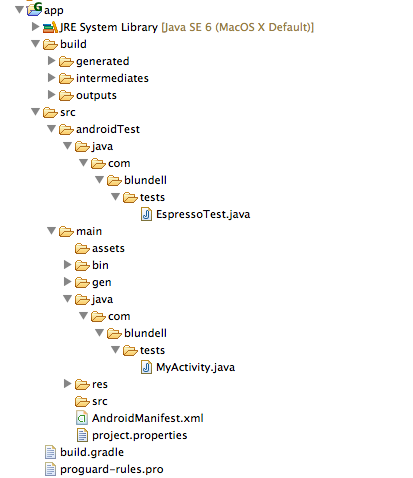 app
JRE System Library [Java SE 6 (MacOS X Default)]
build
generated
intermediates
outputs
src
androidTest
java
com
blundell
tests
EspressoTest.java
main
assets
bin
gen
java
com
blundell
tests
MyActivity.java
res
src
AndroidManifest.xml
project.properties
build.gradle
proguard-rules.pro